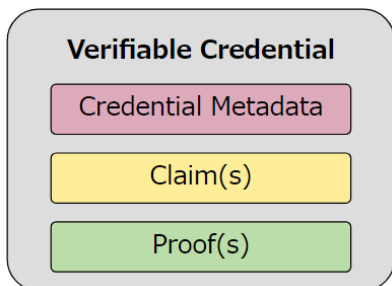 Verifiable Credential
Credential Metadata
Claim(s)
Proof(s)